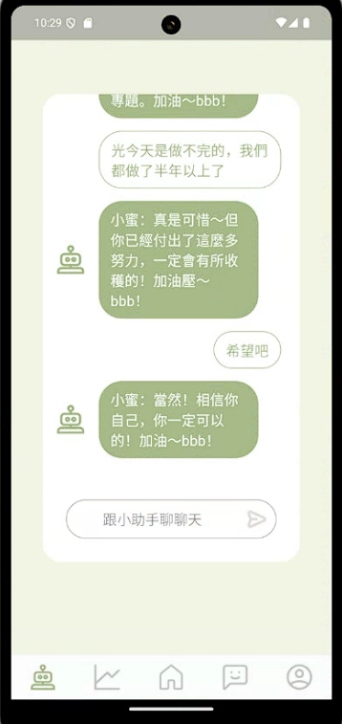 10:29
專題。加油～bbb！
光今天是做不完的，我們
都做了半年以上了
小蜜：真是可惜～但
你已經付出了這麼多
努力，一定會有所收
穫的！加油壓～
bbb！
希望吧
小蜜：當然！相信你
自己，你一定可以
的！加油～bbb！
跟小助手聊聊天